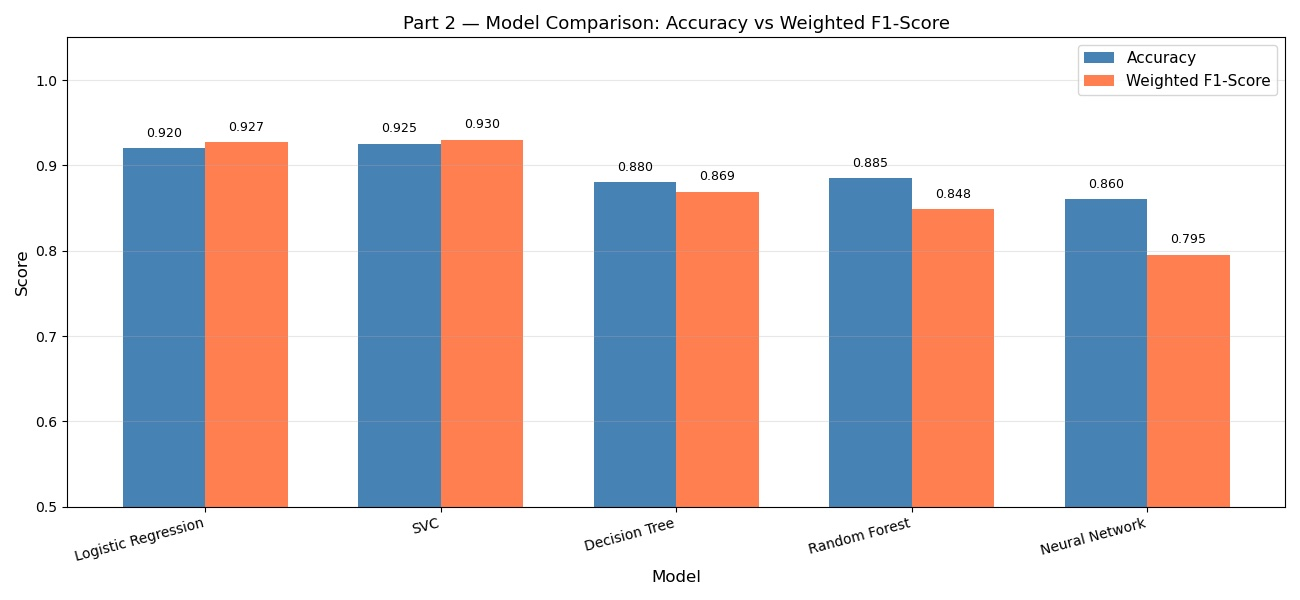 Part 2 — Model Comparison: Accuracy vs Weighted F1-Score
Accuracy
Weighted F1-Score
1.0
0.9
0.8
0.7
0.6
0.5
Score
0.920
0.927
0.925
0.930
0.880
0.869
0.885
0.848
0.860
0.795
Logistic Regression
SVC
Decision Tree
Random Forest
Neural Network
Model